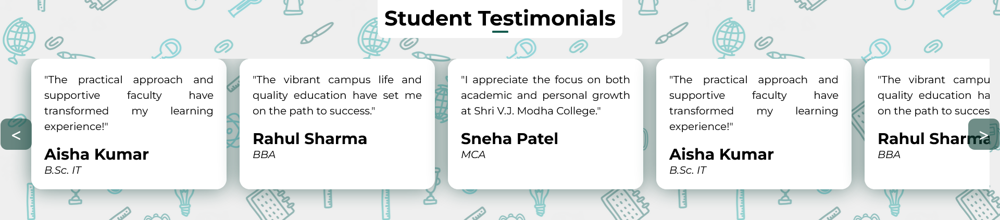 Student Testimonials
"The practical approach and
supportive faculty have
transformed my learning
experience!"
Aisha Kumar
B.Sc. IT
"The vibrant campus life and
quality education have set me
on the path to success."
Rahul Sharma
BBA
"I appreciate the focus on both
academic and personal growth
at Shri V.J. Modha College."
Sneha Patel
MCA
"The practical approach and
supportive faculty have
transformed my learning
experience!"
Aisha Kumar
B.Sc. IT
"The vibrant campu
quality education ha
on the path to succes
Rahul Sharma
BBA
<
>